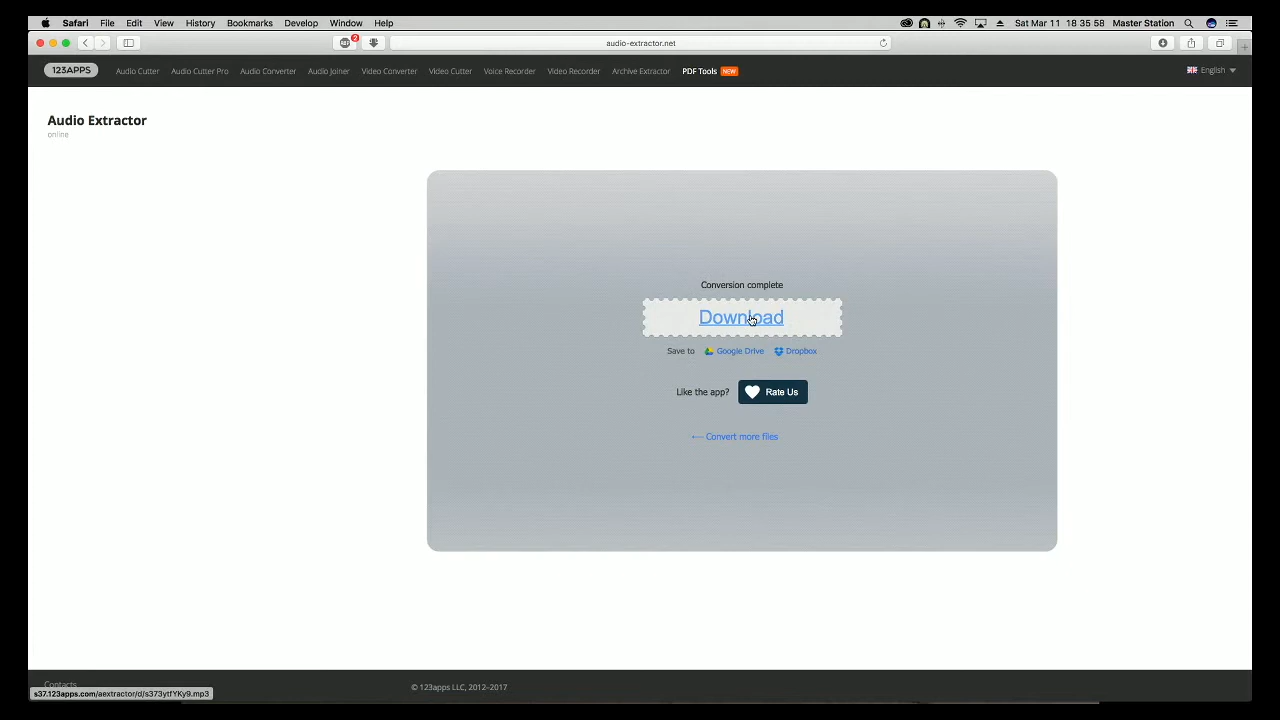 Safari File Edit View History Bookmarks Develop Window Help Sat Mar 11 18 35 58 Master Station
2 audio-extractor.net
123APPS Audio Cutter Audio Cutter Pro Audio Converter Audio Joiner Video Converter Video Cutter Voice Recorder Video Recorder Archive Extractor PDF Tools NEW English
Audio Extractor
online
Conversion complete
Download
Save to Google Drive Dropbox
Like the app? Rate Us
← Convert more files
Contacts
© 123apps LLC, 2012–2017
s37.123apps.com/aextractor/d/s373ytfYKy9.mp3